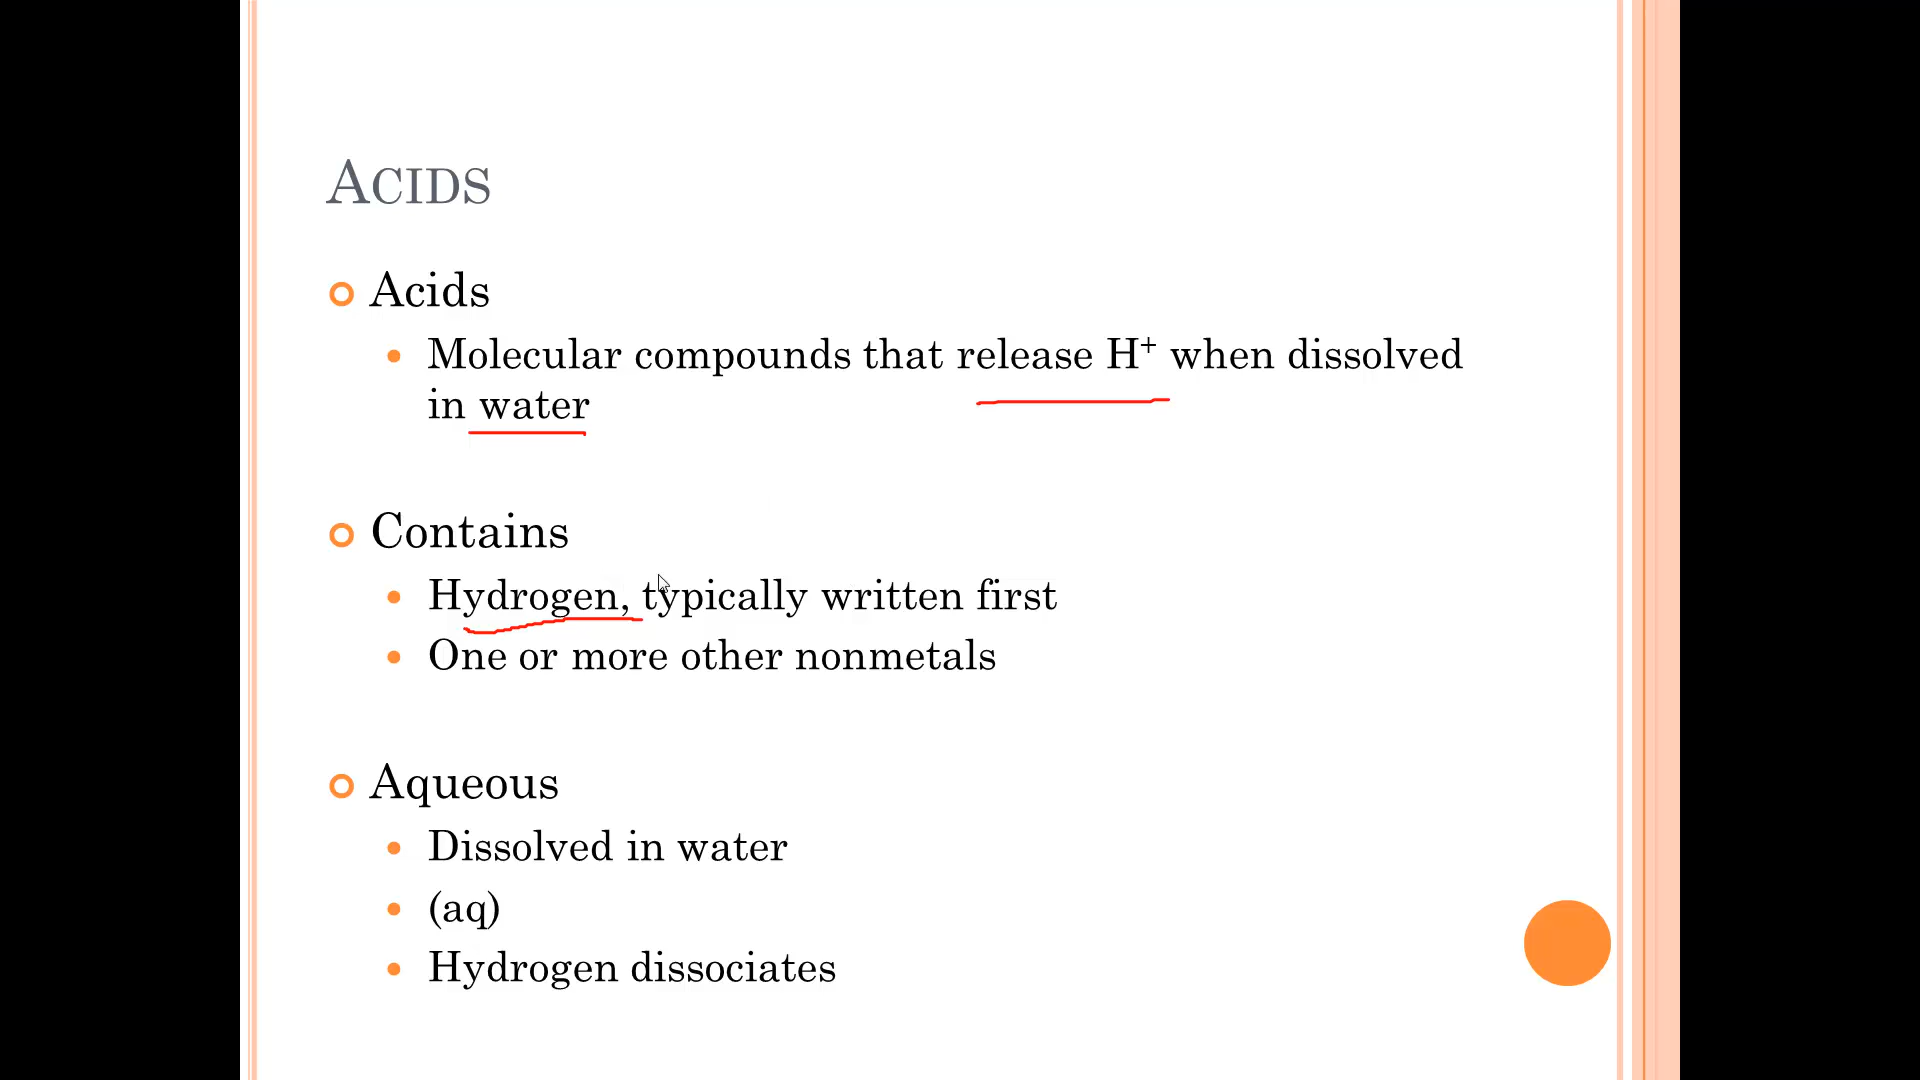 ACIDS
Acids
Molecular compounds that release H⁺ when dissolved
in water
Contains
Hydrogen, typically written first
One or more other nonmetals
Aqueous
Dissolved in water
(aq)
Hydrogen dissociates